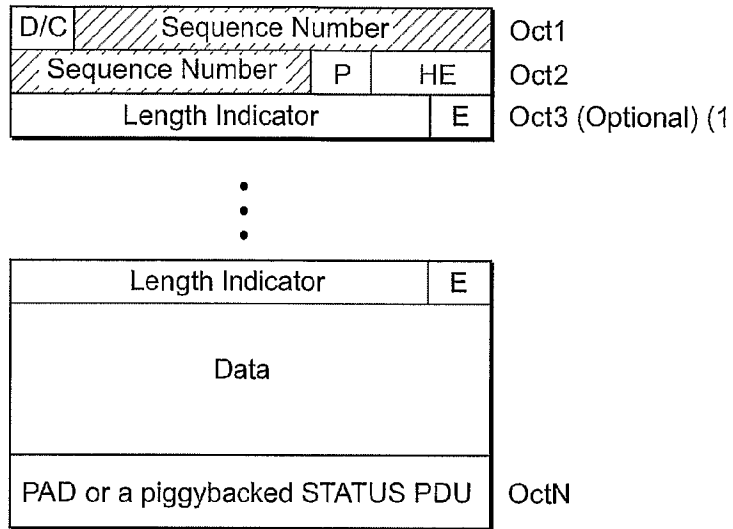 D/C Sequence Number Oct1
Sequence Number P HE Oct2
Length Indicator E Oct3 (Optional) (1
Length Indicator E
Data
PAD or a piggybacked STATUS PDU OctN